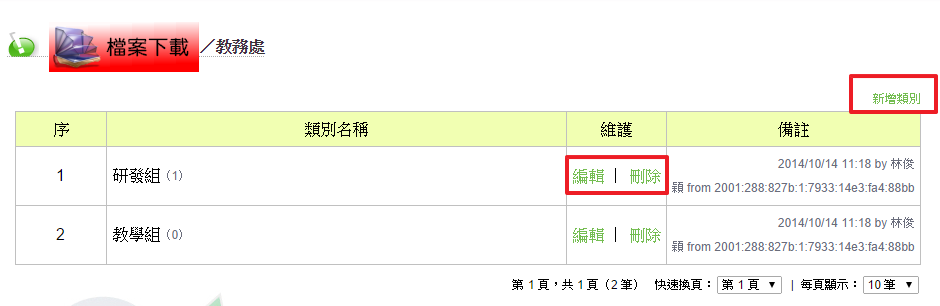 檔案下載 ／教務處
新增類別
序 類別名稱 維護 備註
1 研發組 (1) 編輯 | 刪除 2014/10/14 11:18 by 林俊
穎 from 2001:288:827b:1:7933:14e3:fa4:88bb
2 教學組 (0) 編輯 | 刪除 2014/10/14 11:18 by 林俊
穎 from 2001:288:827b:1:7933:14e3:fa4:88bb
第 1 頁，共 1 頁（2 筆） 快速換頁：第 1 頁 | 每頁顯示：10 筆